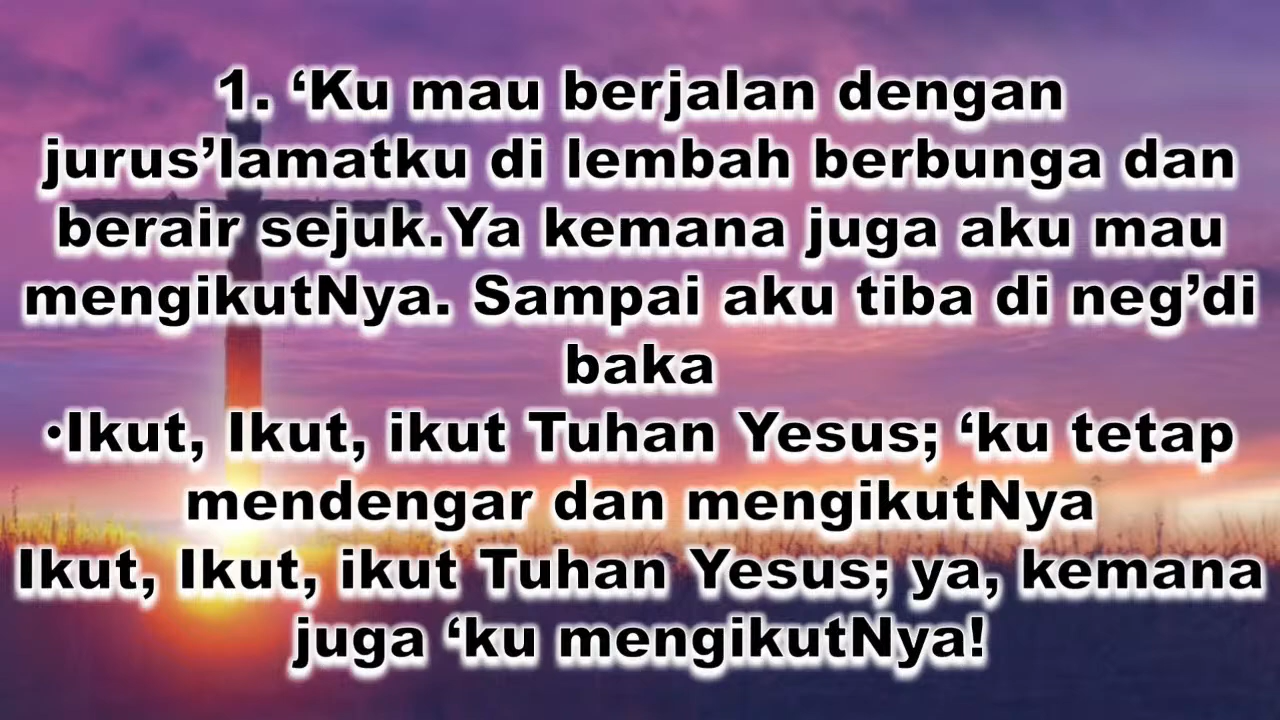 1. ‘Ku mau berjalan dengan
jurus’lamatku di lembah berbunga dan
berair sejuk.Ya kemana juga aku mau
mengikutNya. Sampai aku tiba di neg’di
baka
•Ikut, Ikut, ikut Tuhan Yesus; ‘ku tetap
mendengar dan mengikutNya
Ikut, Ikut, ikut Tuhan Yesus; ya, kemana
juga ‘ku mengikutNya!